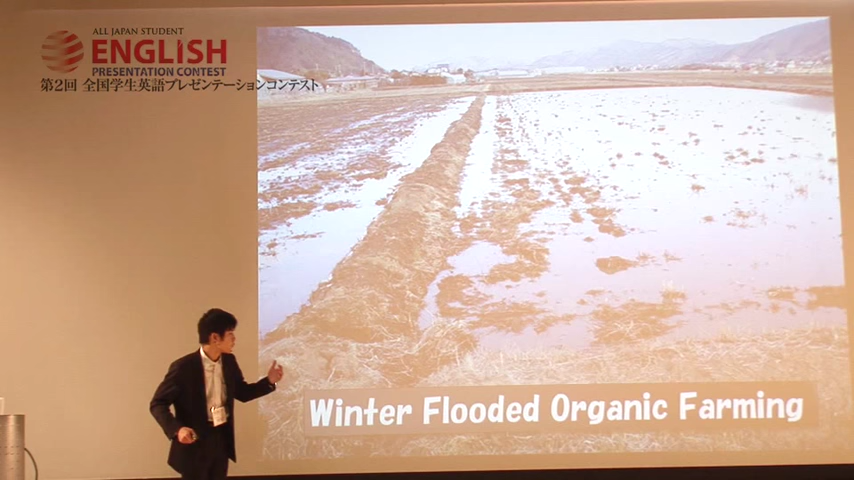 ALL JAPAN STUDENT
ENGLISH
PRESENTATION CONTEST
第2回 全国学生英語プレゼンテーションコンテスト
Winter Flooded Organic Farming